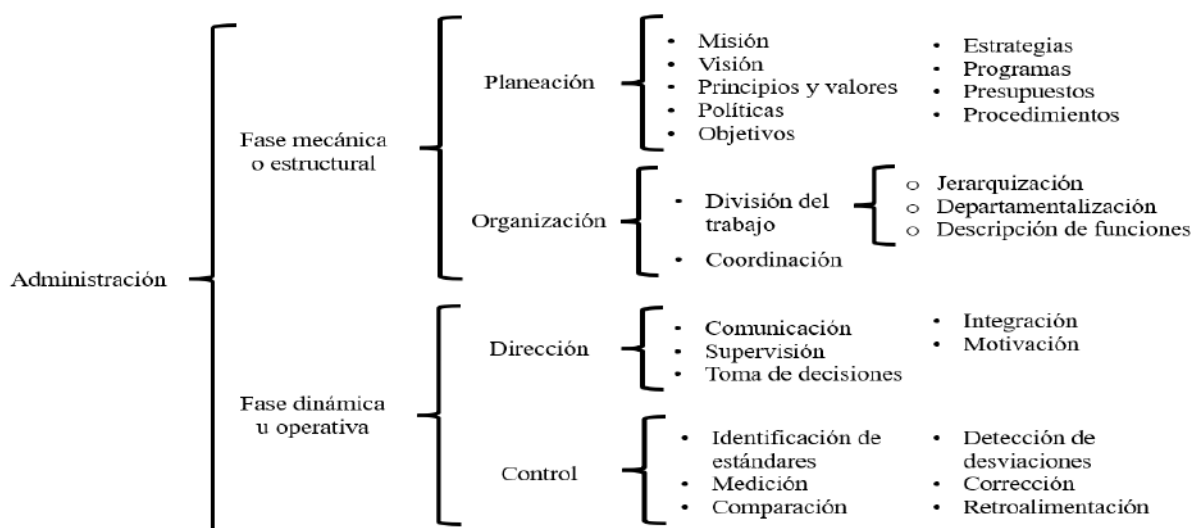 Administración
Fase mecánica
o estructural
Planeación
• Misión
• Visión
• Principios y valores
• Políticas
• Objetivos
• Estrategias
• Programas
• Presupuestos
• Procedimientos
Organización
• División del
trabajo
o Jerarquización
o Departamentalización
o Descripción de funciones
• Coordinación
Fase dinámica
u operativa
Dirección
• Comunicación
• Supervisión
• Toma de decisiones
• Integración
• Motivación
Control
• Identificación de
estándares
• Medición
• Comparación
• Detección de
desviaciones
• Corrección
• Retroalimentación